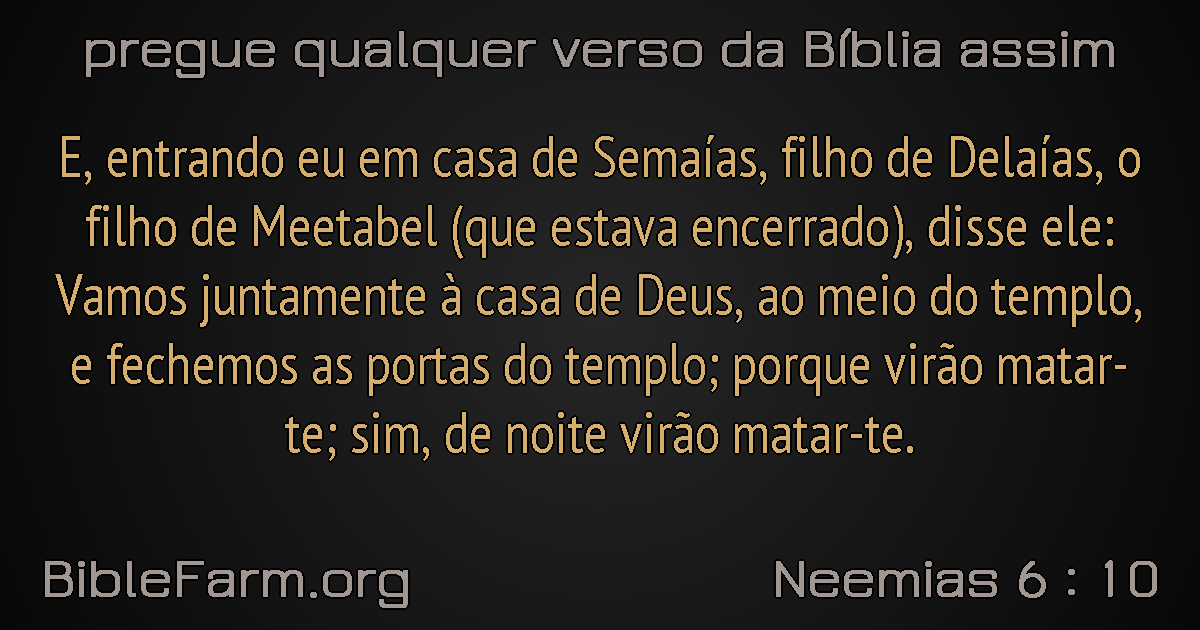 pregue qualquer verso da Bíblia assim
E, entrando eu em casa de Semaías, filho de Delaías, o
filho de Meetabel (que estava encerrado), disse ele:
Vamos juntamente à casa de Deus, ao meio do templo,
e fechemos as portas do templo; porque virão matar-
te; sim, de noite virão matar-te.
BibleFarm.org
Neemias 6 : 10